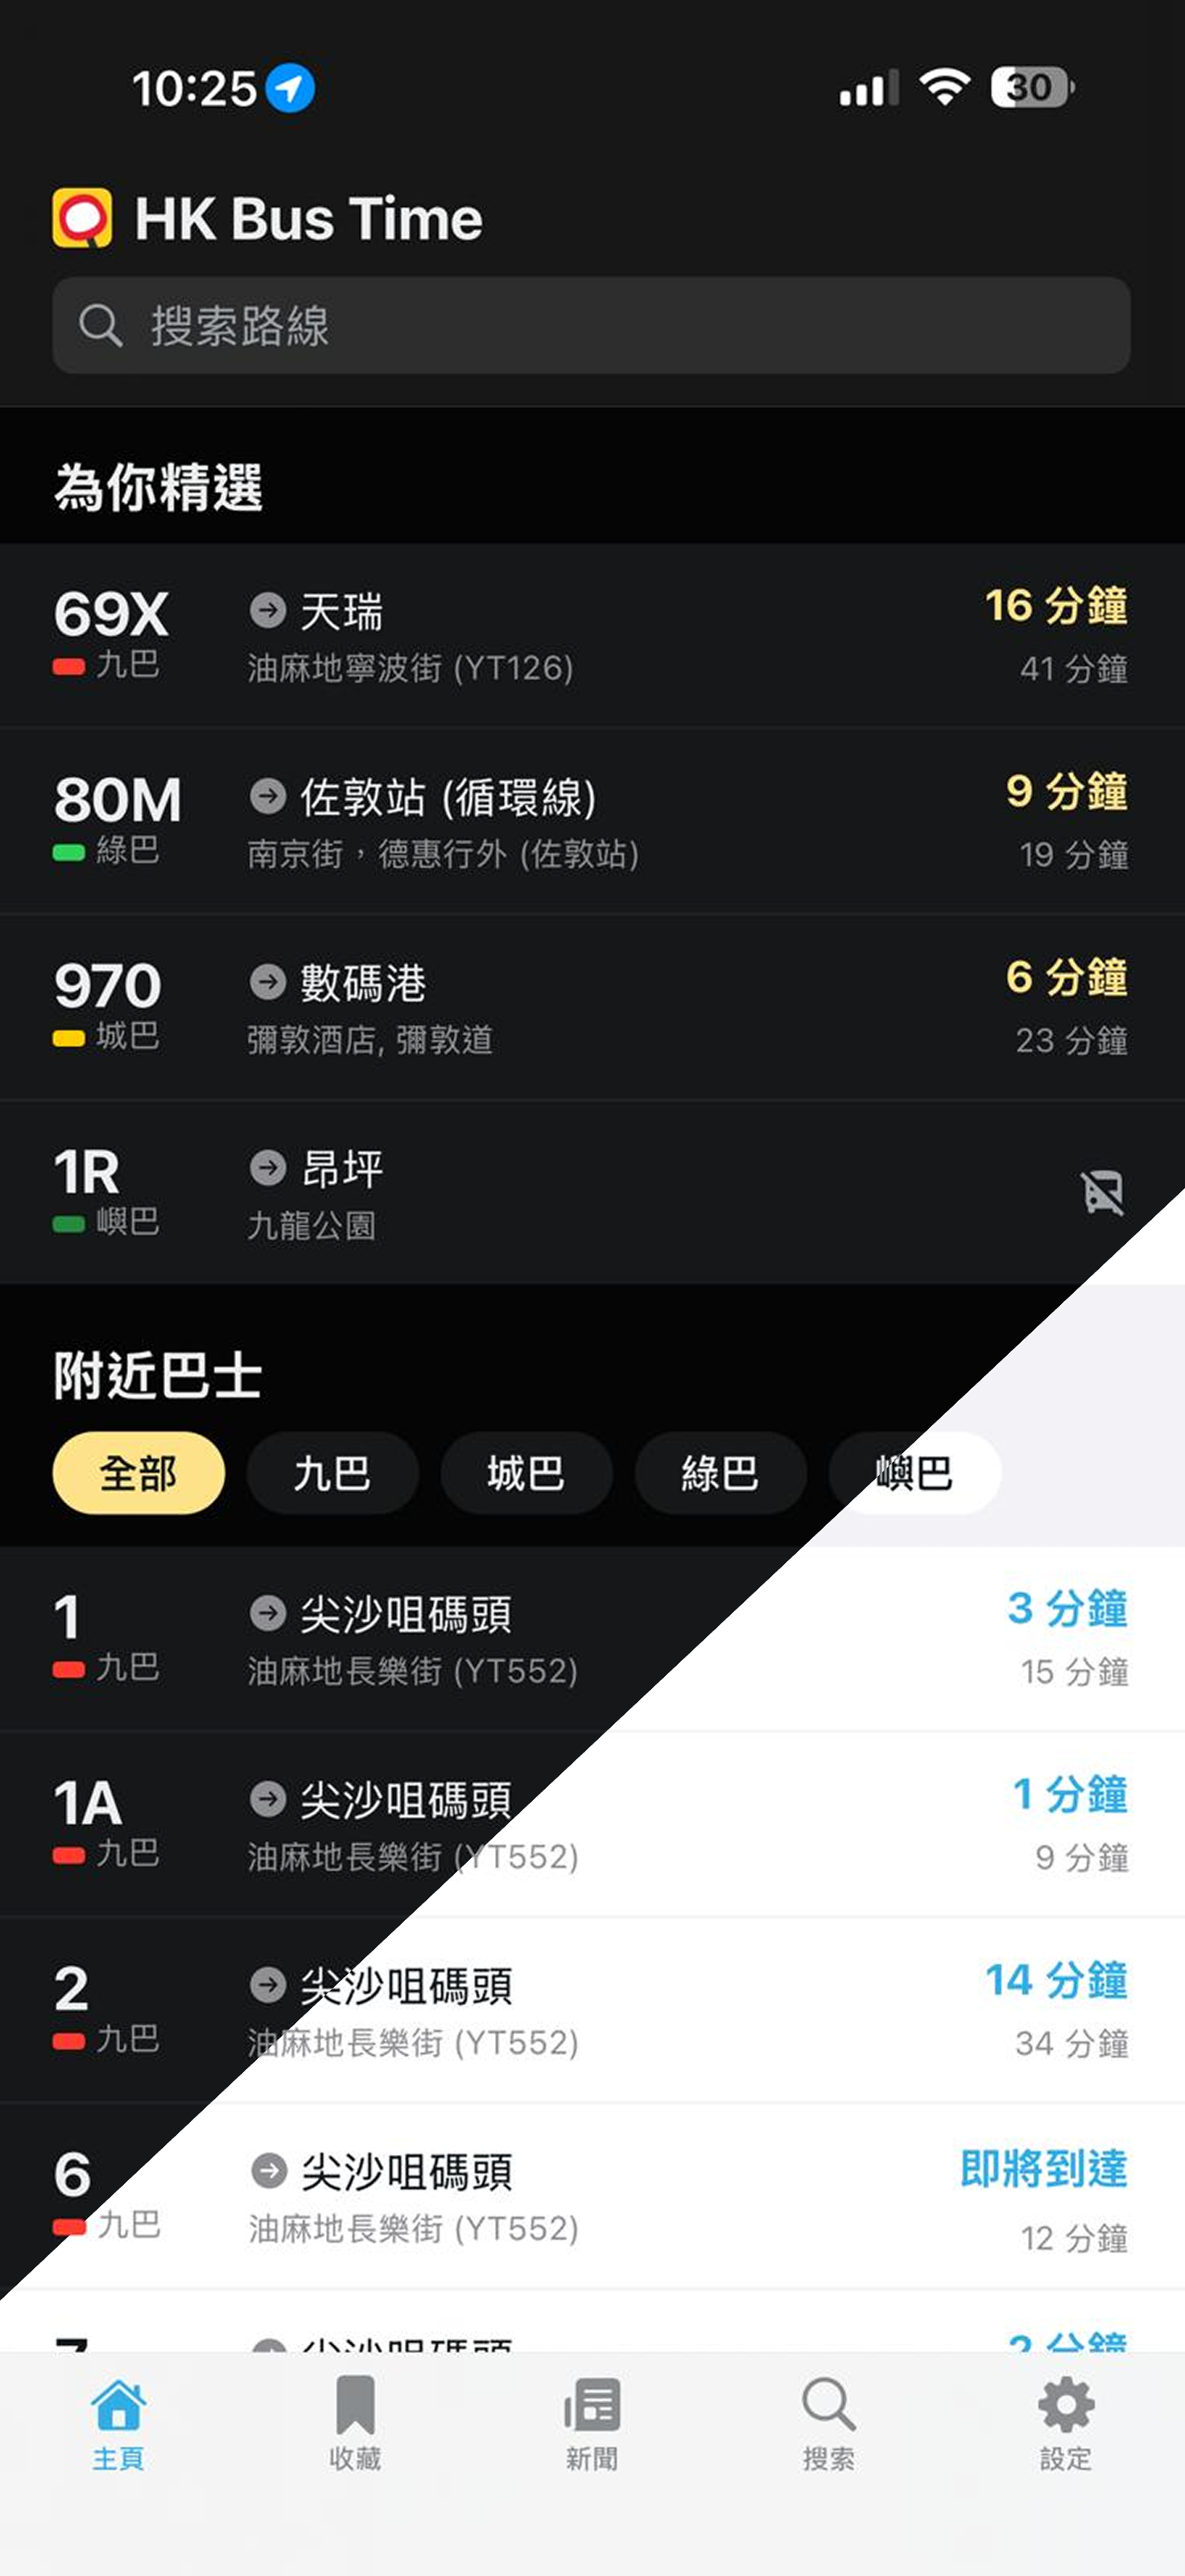 10:25
30
HK Bus Time
搜索路線
為你精選
69X
天瑞
16 分鐘
九巴
油麻地寧波街 (YT126)
41 分鐘
80M
佐敦站 (循環線)
9 分鐘
綠巴
南京街，德惠行外 (佐敦站)
19 分鐘
970
數碼港
6 分鐘
城巴
彌敦酒店, 彌敦道
23 分鐘
1R
昂坪
嶼巴
九龍公園
附近巴士
全部 九巴 城巴 綠巴 嶼巴
1
尖沙咀碼頭
3 分鐘
九巴
油麻地長樂街 (YT552)
15 分鐘
1A
尖沙咀碼頭
1 分鐘
九巴
油麻地長樂街 (YT552)
9 分鐘
2
尖沙咀碼頭
14 分鐘
九巴
油麻地長樂街 (YT552)
34 分鐘
6
尖沙咀碼頭
即將到達
九巴
油麻地長樂街 (YT552)
12 分鐘
7
尖沙咀碼頭
2 分鐘
主頁 收藏 新聞 搜索 設定